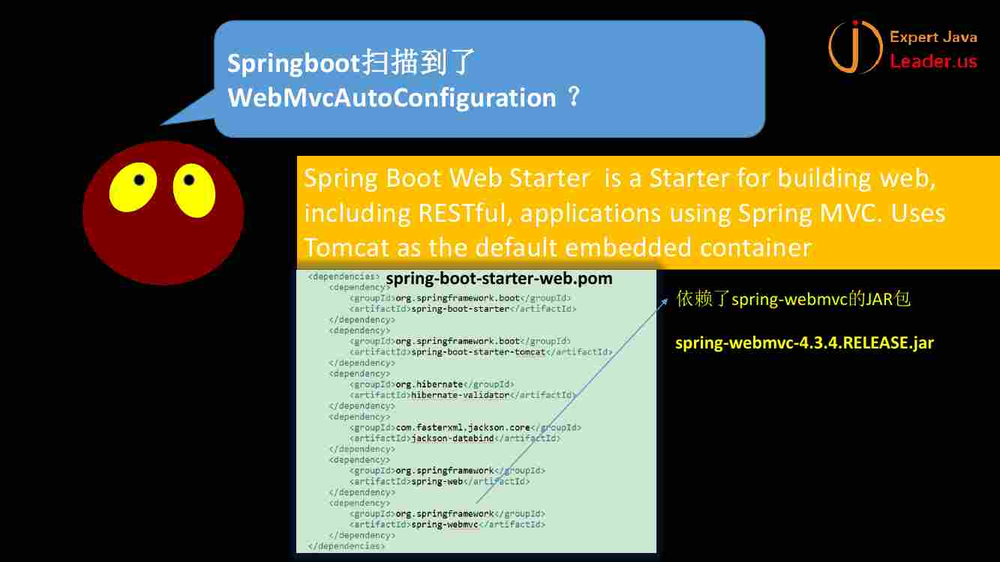 Springboot扫描到了
WebMvcAutoConfiguration ?
Expert Java
Leader.us
Spring Boot Web Starter is a Starter for building web,
including RESTful, applications using Spring MVC. Uses
Tomcat as the default embedded container
spring-boot-starter-web.pom
<dependencies>
<dependency>
<groupId>org.springframework.boot</groupId>
<artifactId>spring-boot-starter</artifactId>
</dependency>
<dependency>
<groupId>org.springframework.boot</groupId>
<artifactId>spring-boot-starter-tomcat</artifactId>
</dependency>
<dependency>
<groupId>org.hibernate</groupId>
<artifactId>hibernate-validator</artifactId>
</dependency>
<dependency>
<groupId>com.fasterxml.jackson.core</groupId>
<artifactId>jackson-databind</artifactId>
</dependency>
<dependency>
<groupId>org.springframework</groupId>
<artifactId>spring-web</artifactId>
</dependency>
<dependency>
<groupId>org.springframework</groupId>
<artifactId>spring-webmvc</artifactId>
</dependency>
</dependencies>
依赖了spring-webmvc的JAR包
spring-webmvc-4.3.4.RELEASE.jar